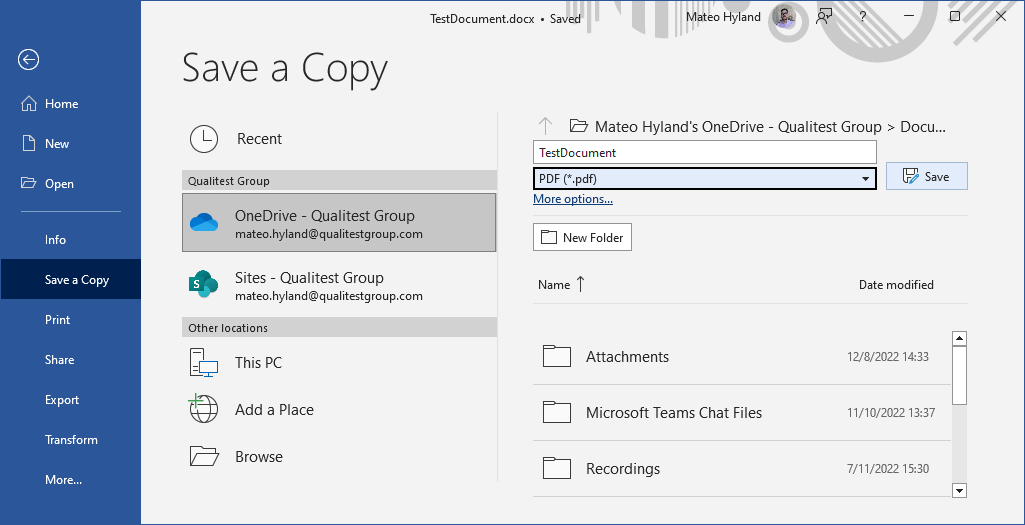 TestDocument.docx • Saved
Mateo Hyland
?
Save a Copy
Home
New
Open
Info
Save a Copy
Print
Share
Export
Transform
More...
Recent
Qualitest Group
OneDrive - Qualitest Group
mateo.hyland@qualitestgroup.com
S
Sites - Qualitest Group
mateo.hyland@qualitestgroup.com
Other locations
This PC
Add a Place
Browse
Mateo Hyland's OneDrive - Qualitest Group > Docu...
TestDocument
PDF (*.pdf)
Save
More options...
New Folder
Name ↑ Date modified
Attachments 12/8/2022 14:33
Microsoft Teams Chat Files 11/10/2022 13:37
Recordings 7/11/2022 15:30